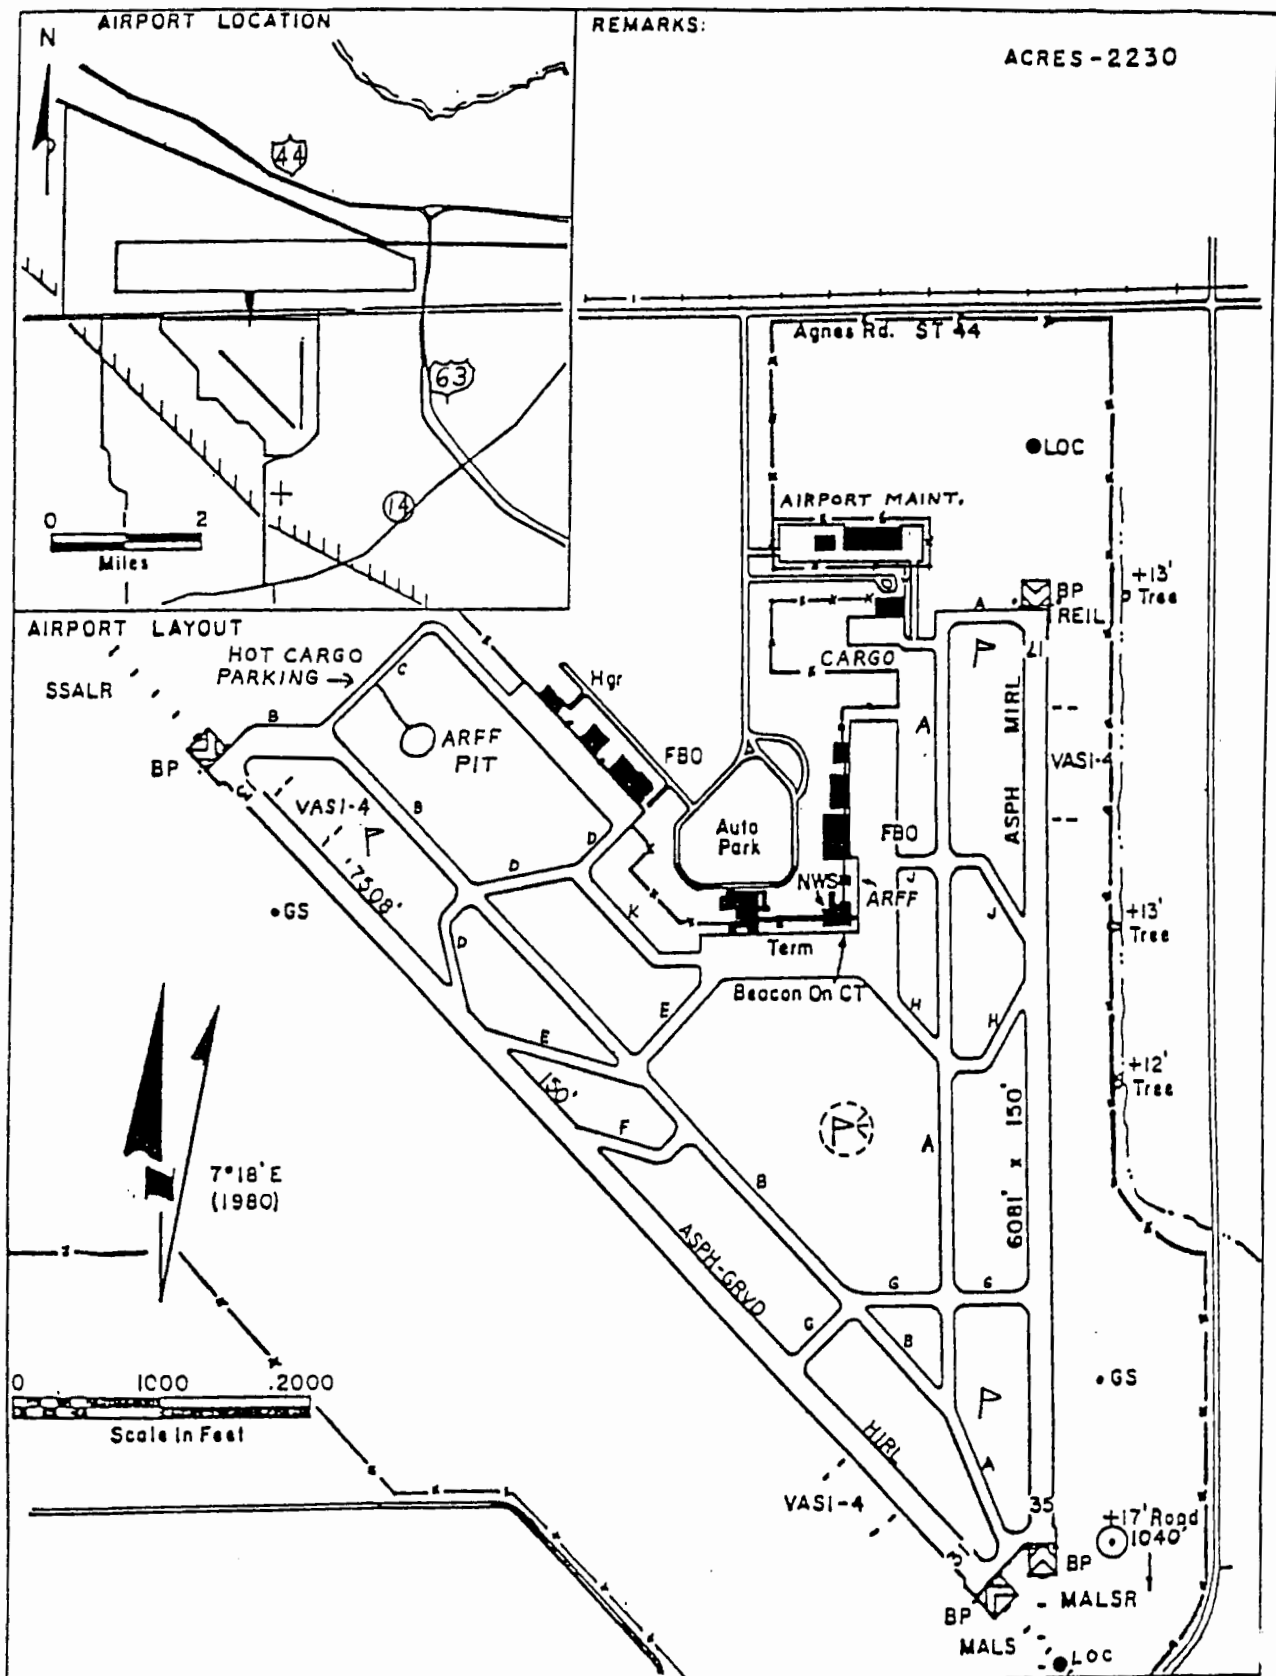 AIRPORT LOCATION
N
44
63
14
0 2
Miles
REMARKS:
ACRES-2230
Agnes Rd. ST 44
LOC
AIRPORT MAINT.
+13'
Tree
BP
REIL
A
17
CARGO
AIRPORT LAYOUT
HOT CARGO
PARKING
SSALR
C
B
Hgr
ARFF
PIT
BP
FBO
A
MIRL
ASPH
VASI-4
VASI-4
B
7508'
D
D
Auto
Park
FBO
J
NWS
ARFF
J
+13'
Tree
GS
K
D
Term
Beacon On CT
E
H
H
E
150'
F
+12'
Tree
P
A
6081' x 150'
7°18'E
(1980)
B
ASPH-GRVD
G
G
G
B
GS
0 1000 2000
Scale in Feet
HIRL
A
VASI-4
35
+17' Road
1040'
BP
MALSR
BP
MALS
LOC